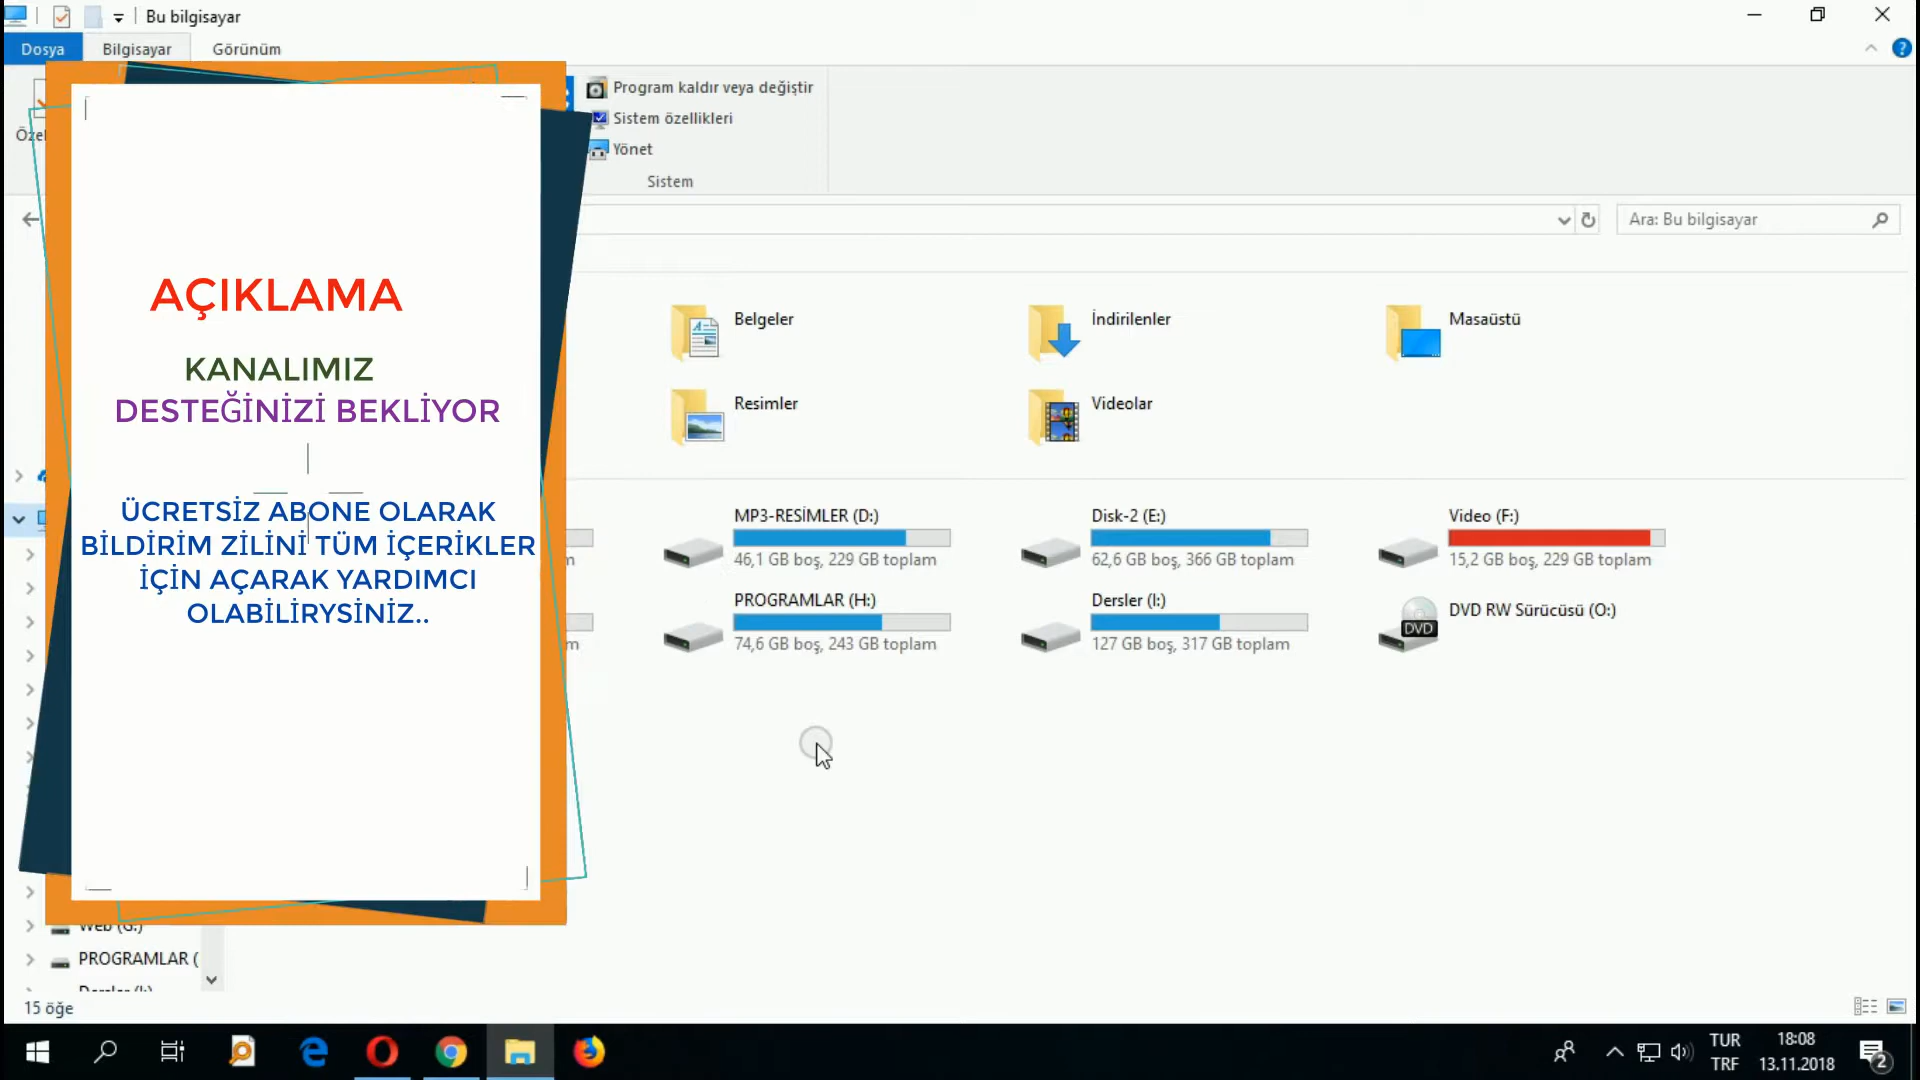 Bu bilgisayar
Dosya
Bilgisayar
Görünüm
Program kaldır veya değiştir
Sistem özellikleri
Yönet
Sistem
Ara: Bu bilgisayar
AÇIKLAMA
KANALIMIZ
DESTEĞİNİZİ BEKLİYOR
ÜCRETSİZ ABONE OLARAK
BİLDİRİM ZİLİNİ TÜM İÇERİKLER
İÇİN AÇARAK YARDIMCI
OLABİLİRYSİNİZ..
Belgeler
İndirilenler
Masaüstü
Resimler
Videolar
MP3-RESİMLER (D:)
46,1 GB boş, 229 GB toplam
Disk-2 (E:)
62,6 GB boş, 366 GB toplam
Video (F:)
15,2 GB boş, 229 GB toplam
PROGRAMLAR (H:)
74,6 GB boş, 243 GB toplam
Dersler (I:)
127 GB boş, 317 GB toplam
DVD RW Sürücüsü (O:)
DVD
Web (G:)
PROGRAMLAR (
Dersler (I:)
15 öğe
TUR
TRF
18:08
13.11.2018
2